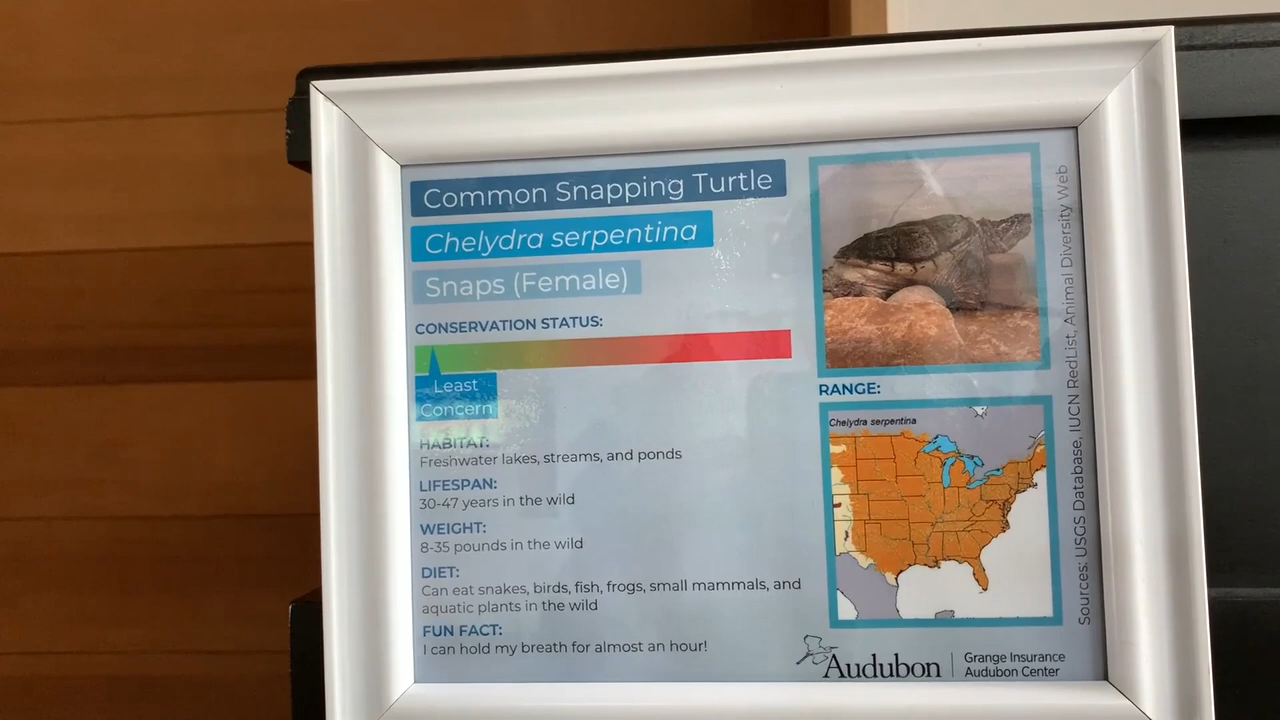 Common Snapping Turtle
Chelydra serpentina
Snaps (Female)
CONSERVATION STATUS:
Least
Concern
HABITAT:
Freshwater lakes, streams, and ponds
LIFESPAN:
30-47 years in the wild
WEIGHT:
8-35 pounds in the wild
DIET:
Can eat snakes, birds, fish, frogs, small mammals, and
aquatic plants in the wild
FUN FACT:
I can hold my breath for almost an hour!
RANGE:
Chelydra serpentina
Sources: USGS Database, IUCN RedList, Animal Diversity Web
Audubon
Grange Insurance
Audubon Center